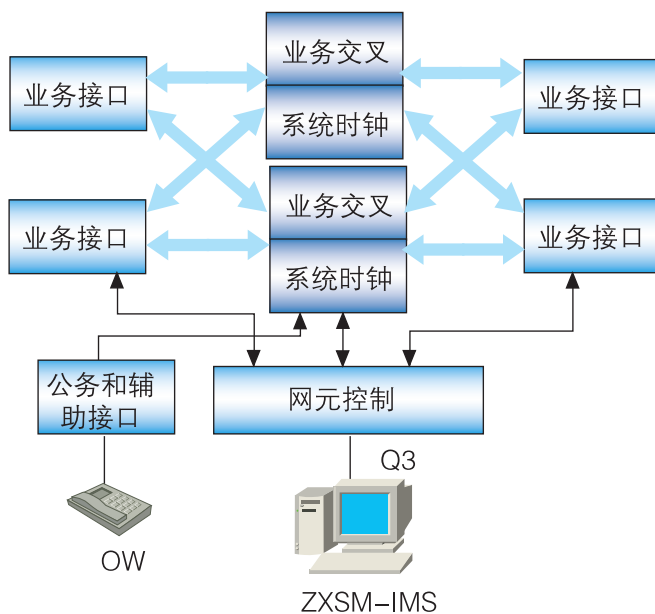 业务交叉
业务接口
业务接口
系统时钟
业务交叉
业务接口
业务接口
系统时钟
公务和辅
助接口
网元控制
Q3
OW
ZXSM-IMS